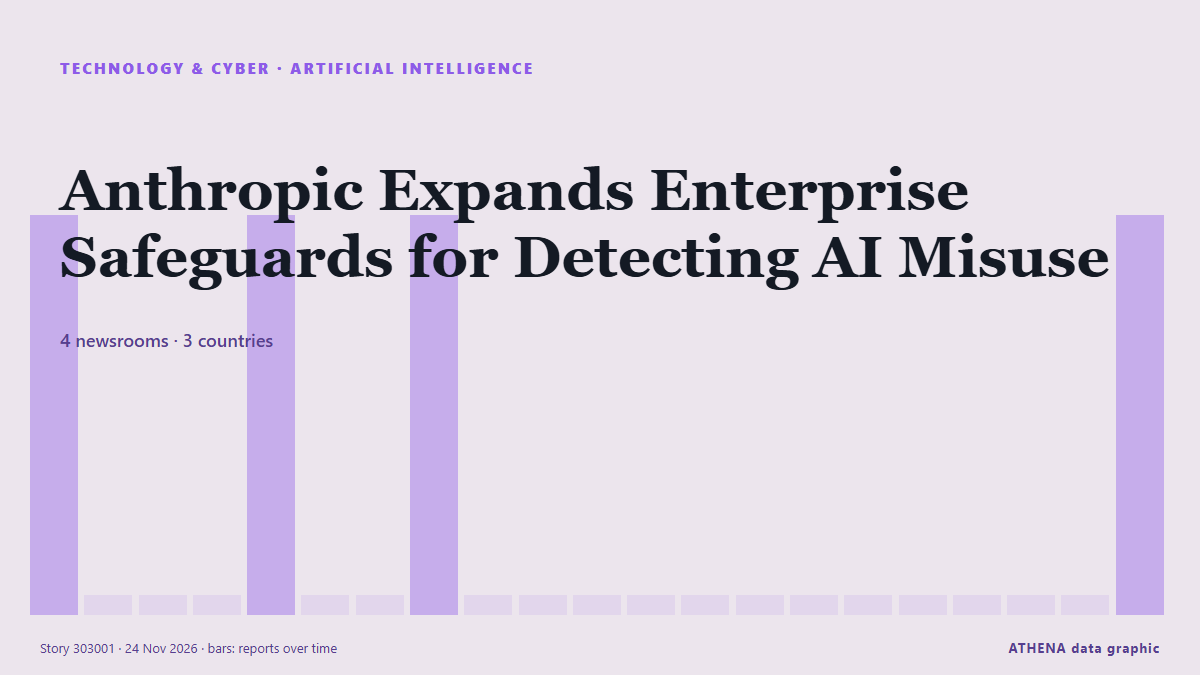 TECHNOLOGY & CYBER · ARTIFICIAL INTELLIGENCE
Anthropic Expands Enterprise
Safeguards for Detecting AI Misuse
4 newsrooms · 3 countries
Story 303001 · 24 Nov 2026 · bars: reports over time
ATHENA data graphic